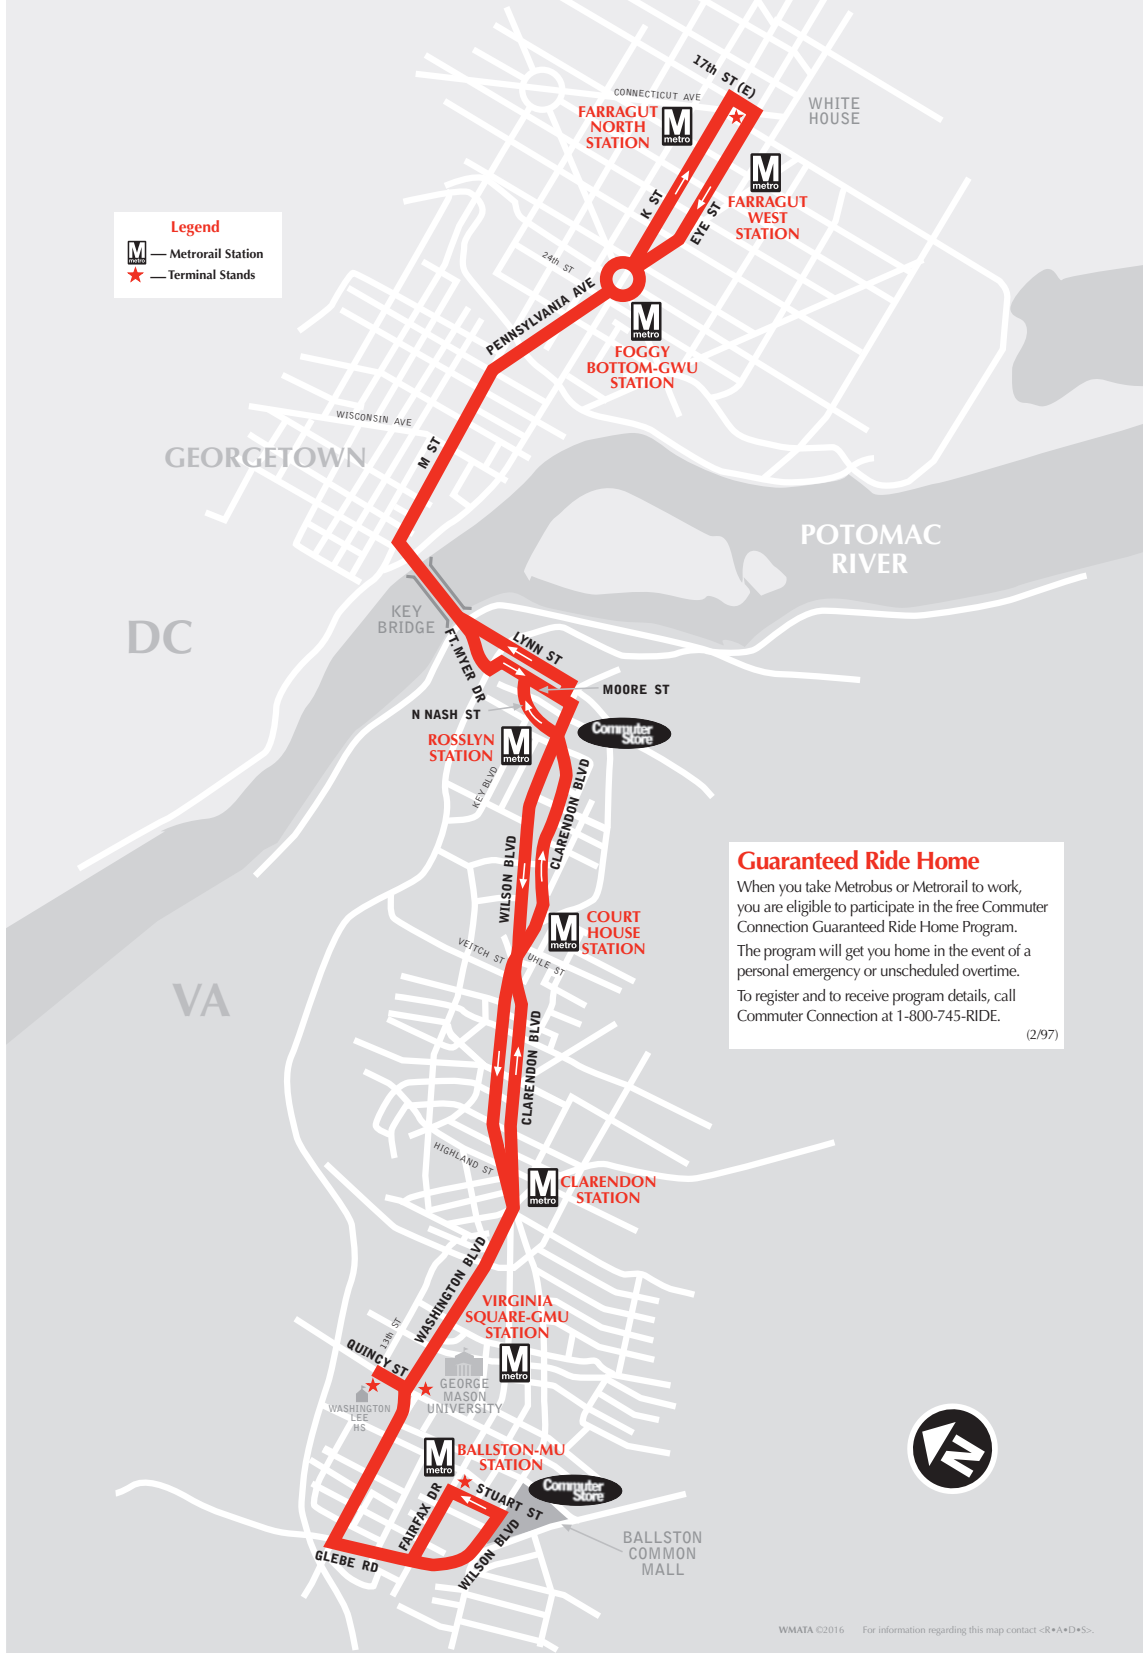 17th ST (E)
CONNECTICUT AVE
WHITE
HOUSE
FARRAGUT
NORTH
STATION
M
metro
M
metro
FARRAGUT
WEST
STATION
K ST
EYE ST
Legend
M
metro
— Metrorail Station
— Terminal Stands
24th ST
PENNSYLVANIA AVE
M
metro
FOGGY
BOTTOM-GWU
STATION
WISCONSIN AVE
GEORGETOWN
M ST
POTOMAC
RIVER
KEY
BRIDGE
DC
FT. MYER DR
LYNN ST
MOORE ST
N NASH ST
Commuter
Store
ROSSLYN
STATION
M
metro
KEY BLVD
CLARENDON BLVD
WILSON BLVD
Guaranteed Ride Home
When you take Metrobus or Metrorail to work,
you are eligible to participate in the free Commuter
Connection Guaranteed Ride Home Program.
The program will get you home in the event of a
personal emergency or unscheduled overtime.
To register and to receive program details, call
Commuter Connection at 1-800-745-RIDE.
(2/97)
M
metro
COURT
HOUSE
STATION
VEITCH ST
UHLE ST
VA
CLARENDON BLVD
HIGHLAND ST
M
metro
CLARENDON
STATION
WASHINGTON BLVD
VIRGINIA
SQUARE-GMU
STATION
M
metro
13th ST
QUINCY ST
GEORGE
MASON
UNIVERSITY
WASHINGTON
LEE
HS
M
metro
BALLSTON-MU
STATION
STUART ST
Commuter
Store
FAIRFAX DR
WILSON BLVD
GLEBE RD
BALLSTON
COMMON
MALL
N
WMATA ©2016 For information regarding this map contact <R•A•D•S>.